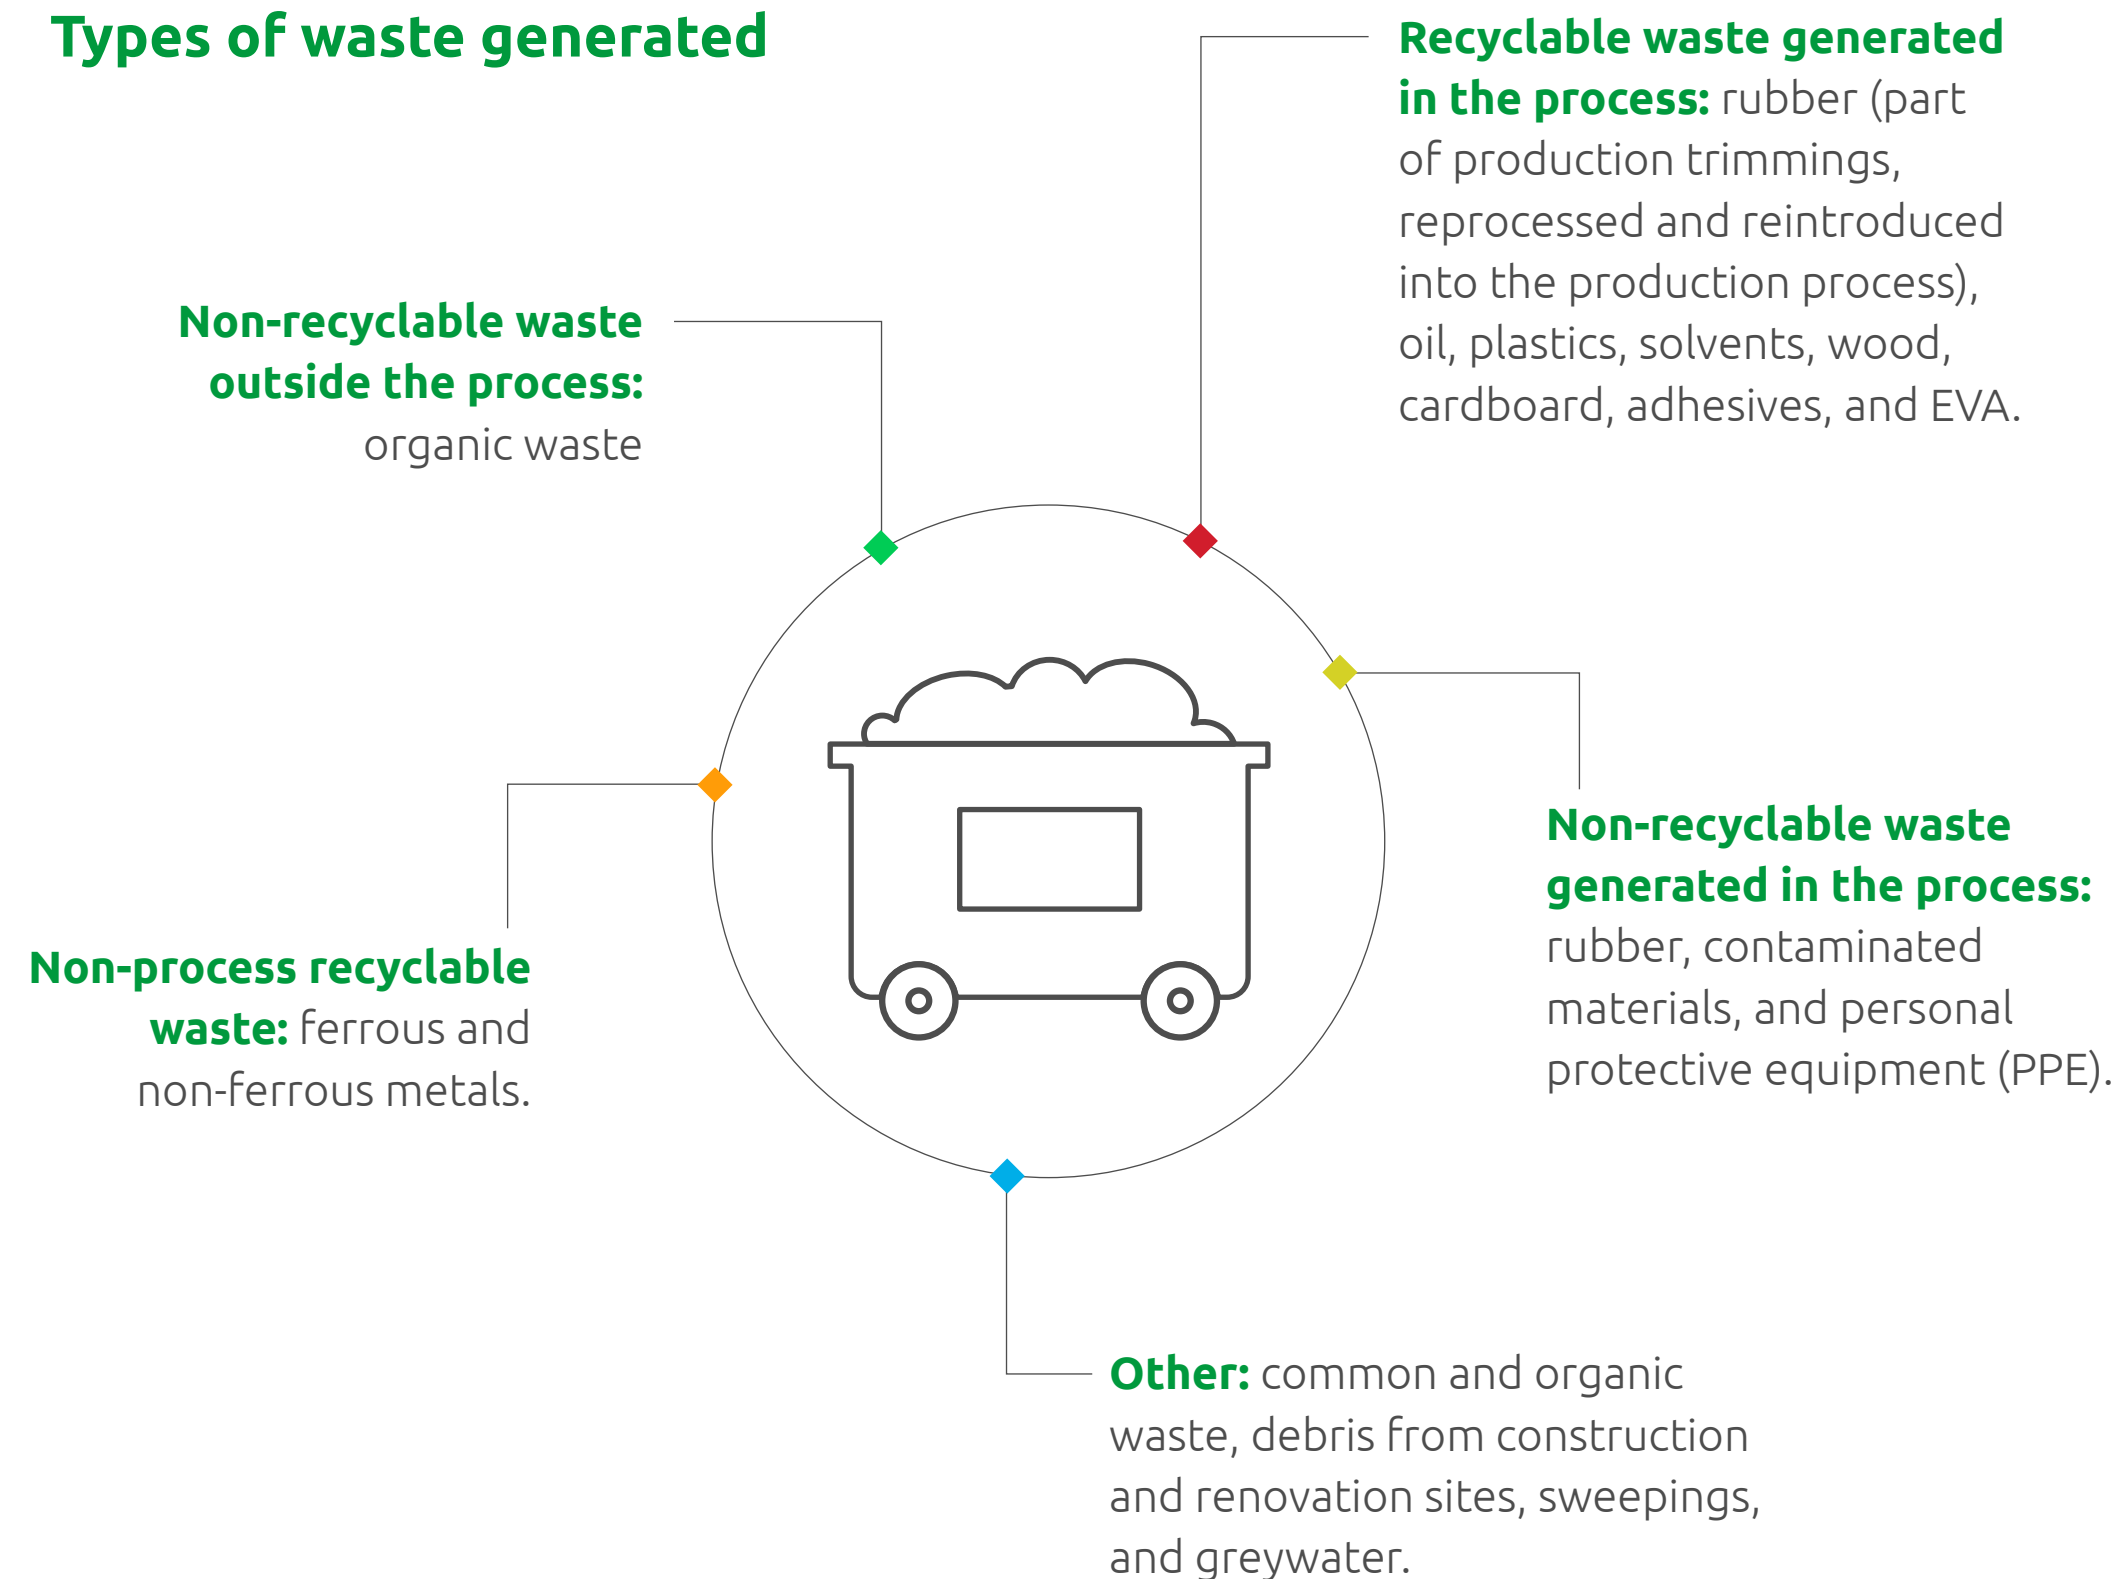 Types of waste generated
Recyclable waste generated
in the process: rubber (part
of production trimmings,
reprocessed and reintroduced
into the production process),
oil, plastics, solvents, wood,
cardboard, adhesives, and EVA.
Non-recyclable waste
outside the process:
organic waste
Non-recyclable waste
generated in the process:
rubber, contaminated
materials, and personal
protective equipment (PPE).
Non-process recyclable
waste: ferrous and
non-ferrous metals.
Other: common and organic
waste, debris from construction
and renovation sites, sweepings,
and greywater.